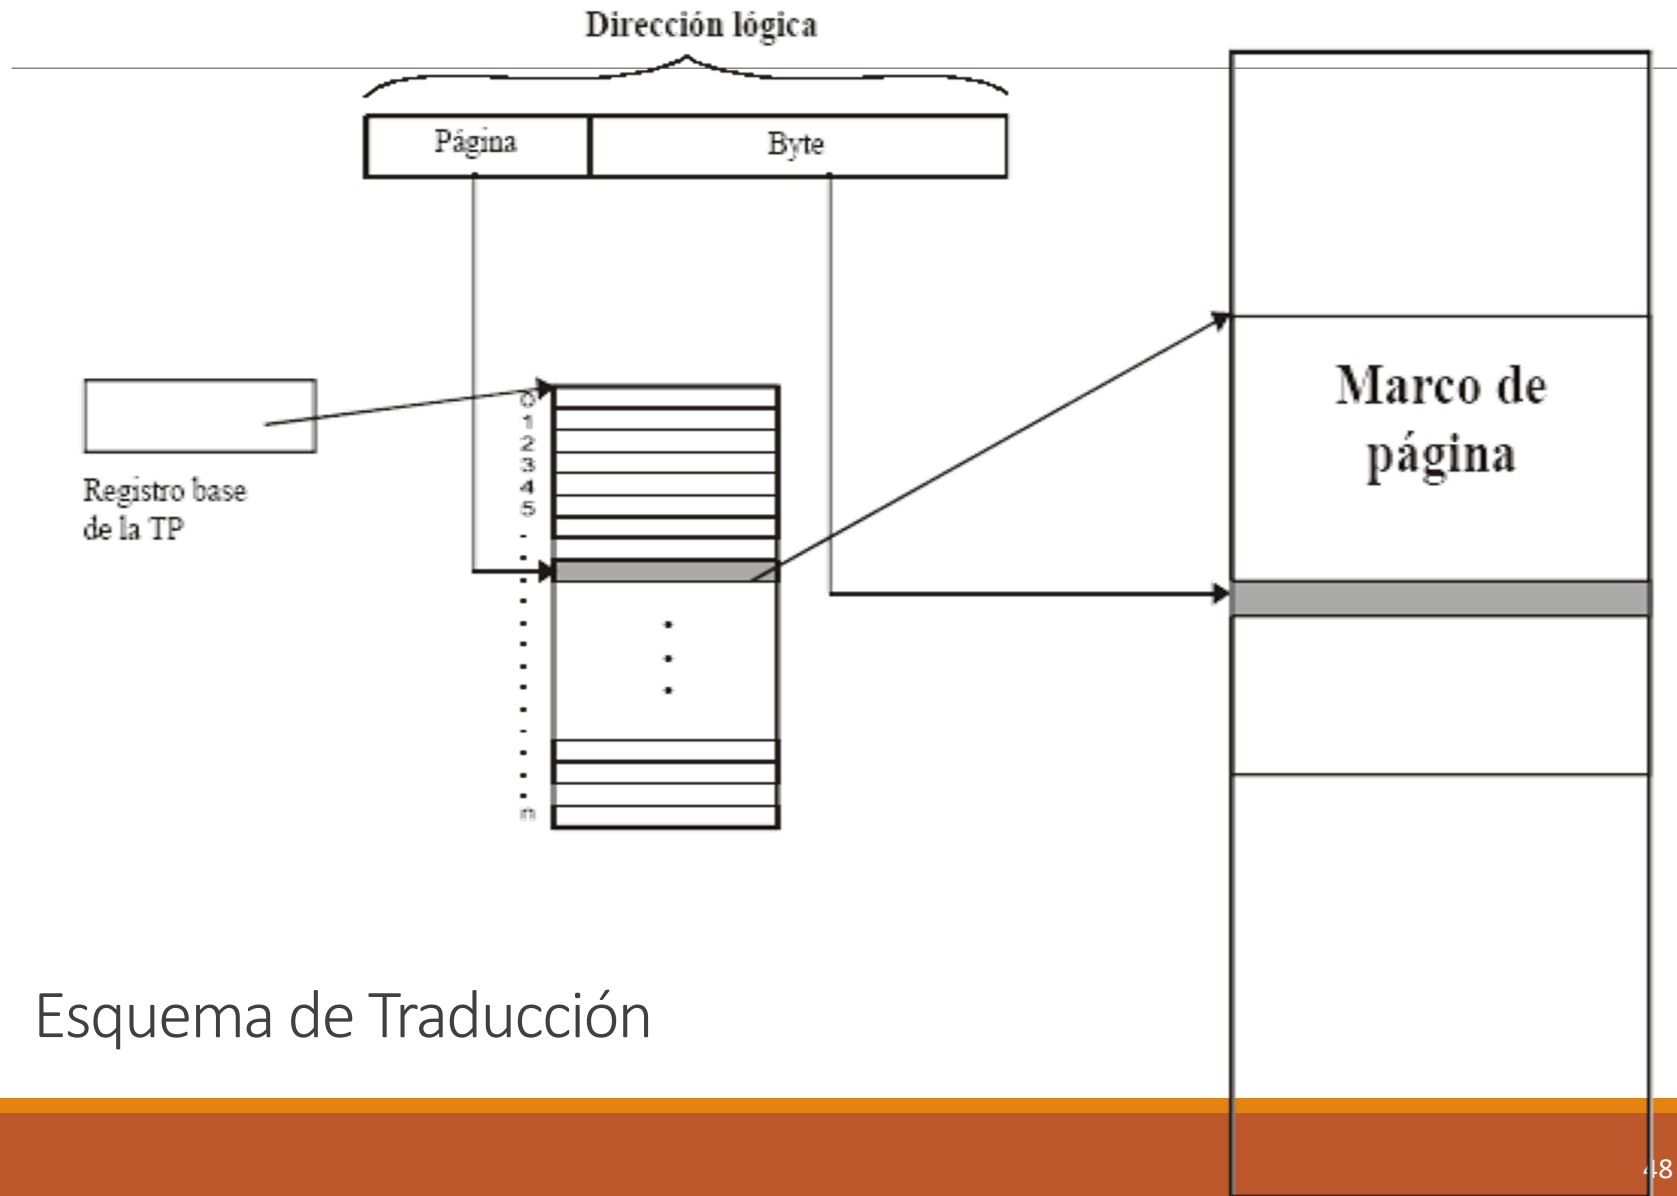 Dirección lógica
Página
Byte
Registro base
de la TP
0
1
2
3
4
5
n
Marco de
página
Esquema de Traducción
48